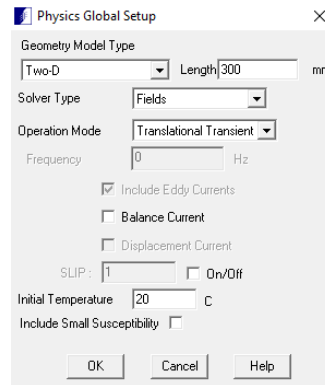 Physics Global Setup
Geometry Model Type
Two-D Length 300 mm
Solver Type Fields
Operation Mode Translational Transient
Frequency 0 Hz
Include Eddy Currents
Balance Current
Displacement Current
SLIP : 1 On/Off
Initial Temperature 20 C
Include Small Susceptibility
OK Cancel Help